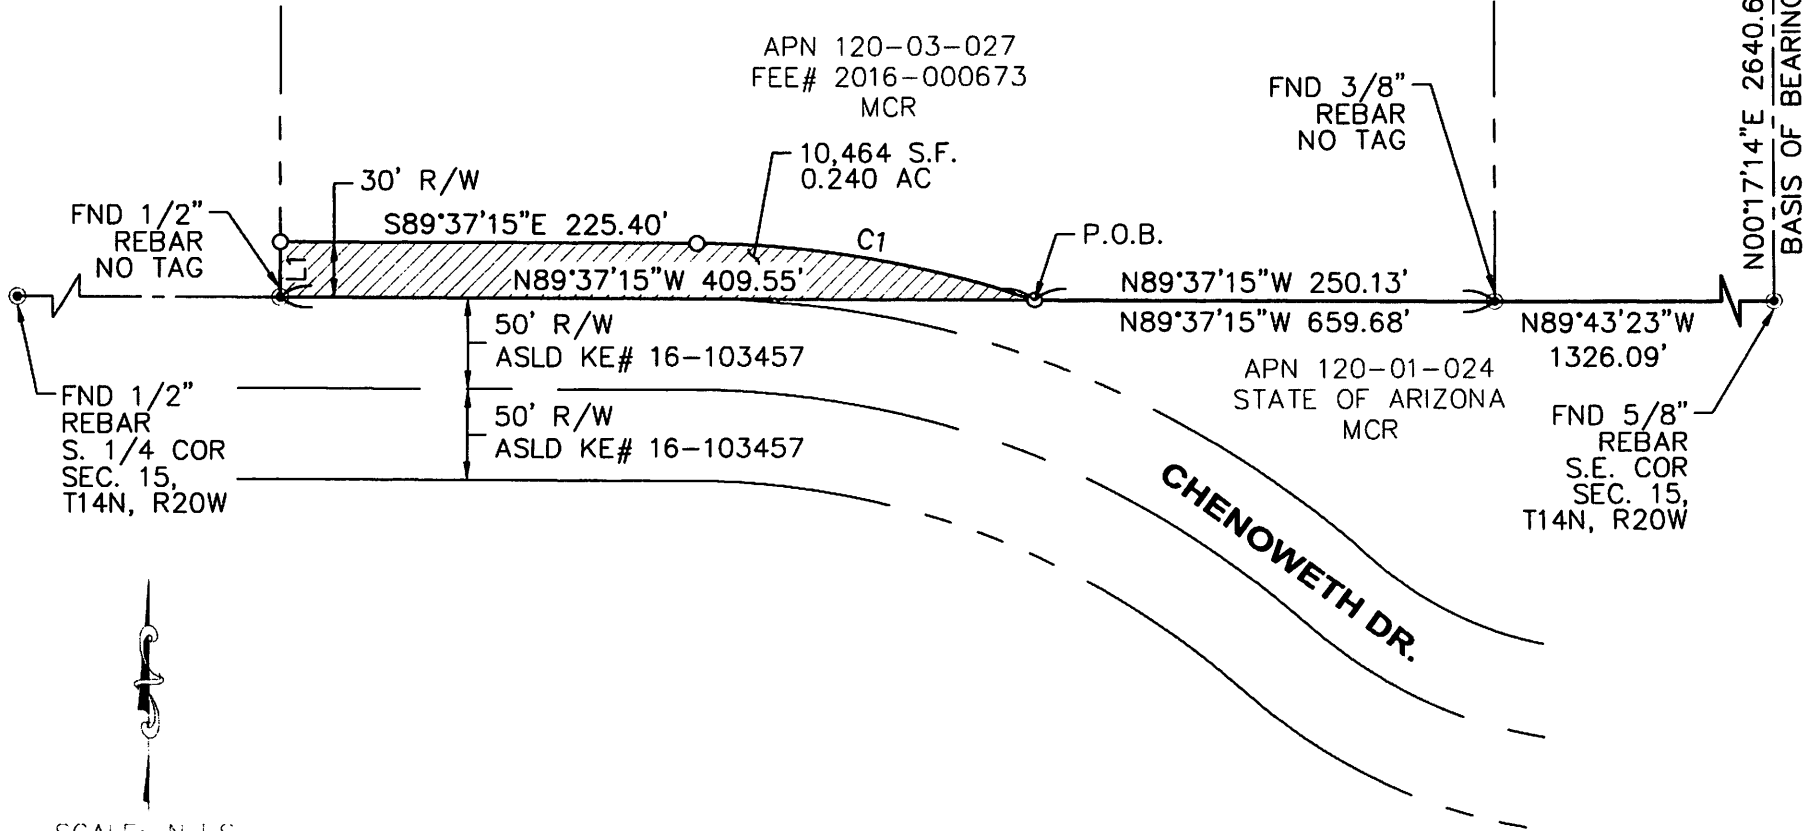 APN 120-03-027
FEE# 2016-000673
MCR
10,464 S.F.
0.240 AC
FND 3/8"
REBAR
NO TAG
N00°17'14"E 2640.6
BASIS OF BEARING
30' R/W
FND 1/2"
REBAR
NO TAG
S89°37'15"E 225.40'
C1
P.O.B.
L1
N89°37'15"W 409.55'
N89°37'15"W 250.13'
N89°37'15"W 659.68'
N89°43'23"W
1326.09'
50' R/W
ASLD KE# 16-103457
APN 120-01-024
STATE OF ARIZONA
MCR
FND 1/2"
REBAR
S. 1/4 COR
SEC. 15,
T14N, R20W
50' R/W
ASLD KE# 16-103457
FND 5/8"
REBAR
S.E. COR
SEC. 15,
T14N, R20W
CHENOWETH DR.